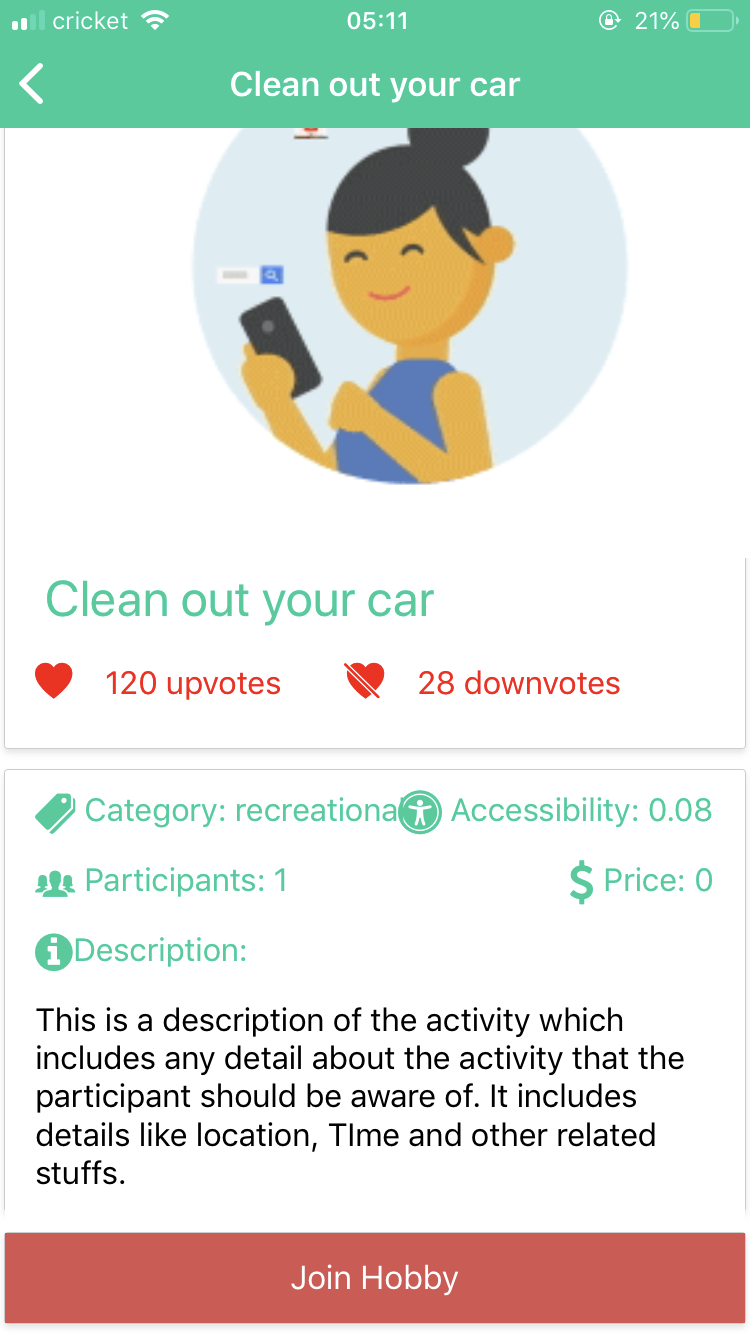 cricket 05:11 21%
Clean out your car
Clean out your car
120 upvotes 28 downvotes
Category: recreationa Accessibility: 0.08
Participants: 1 $ Price: 0
Description:
This is a description of the activity which
includes any detail about the activity that the
participant should be aware of. It includes
details like location, TIme and other related
stuffs.
Join Hobby